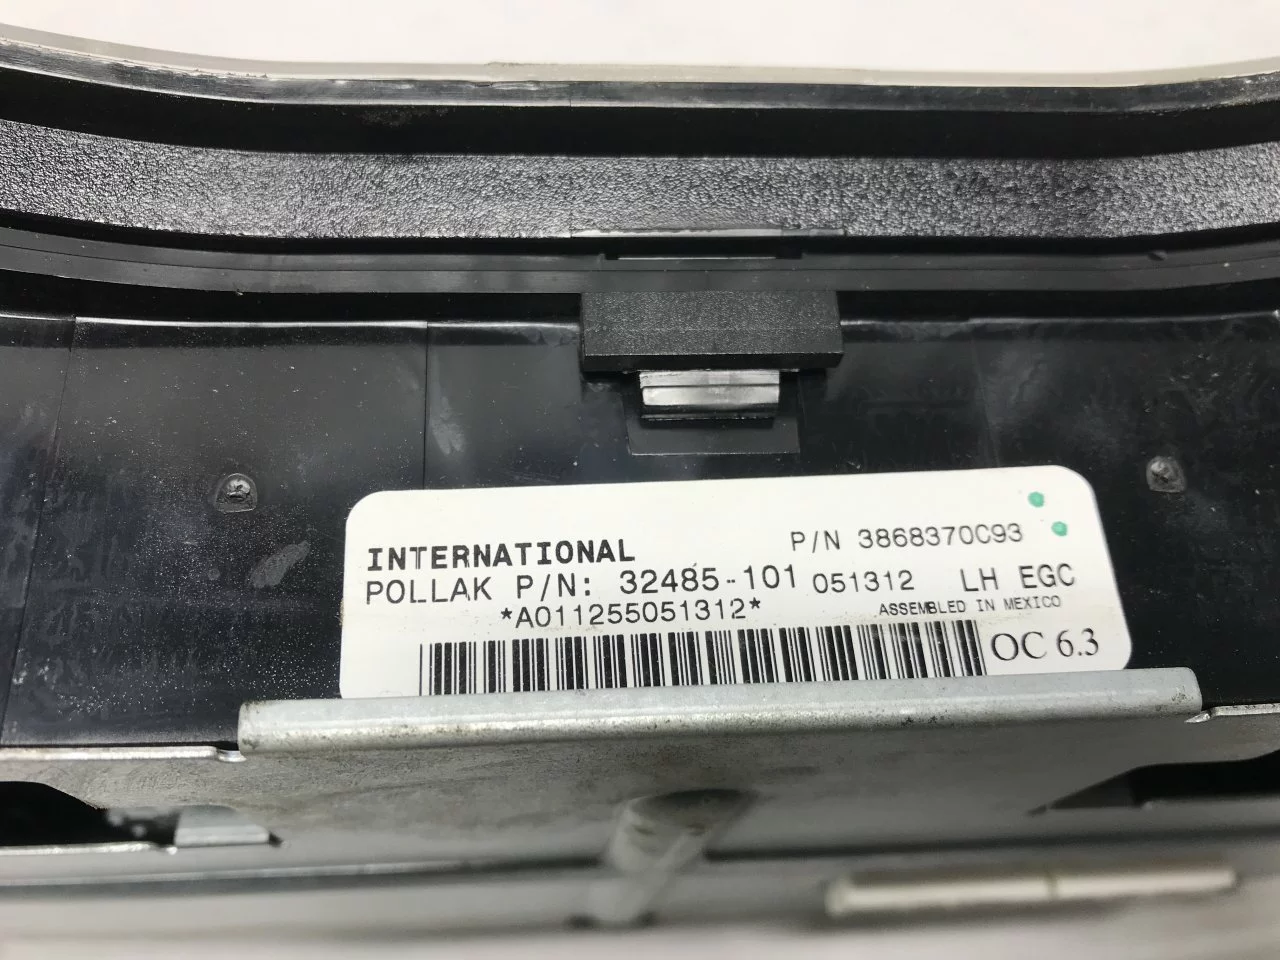 INTERNATIONAL P/N 3868370C93
POLLAK P/N: 32485-101 051312 LH EGC
*A011255051312* ASSEMBLED IN MEXICO
OC 6.3